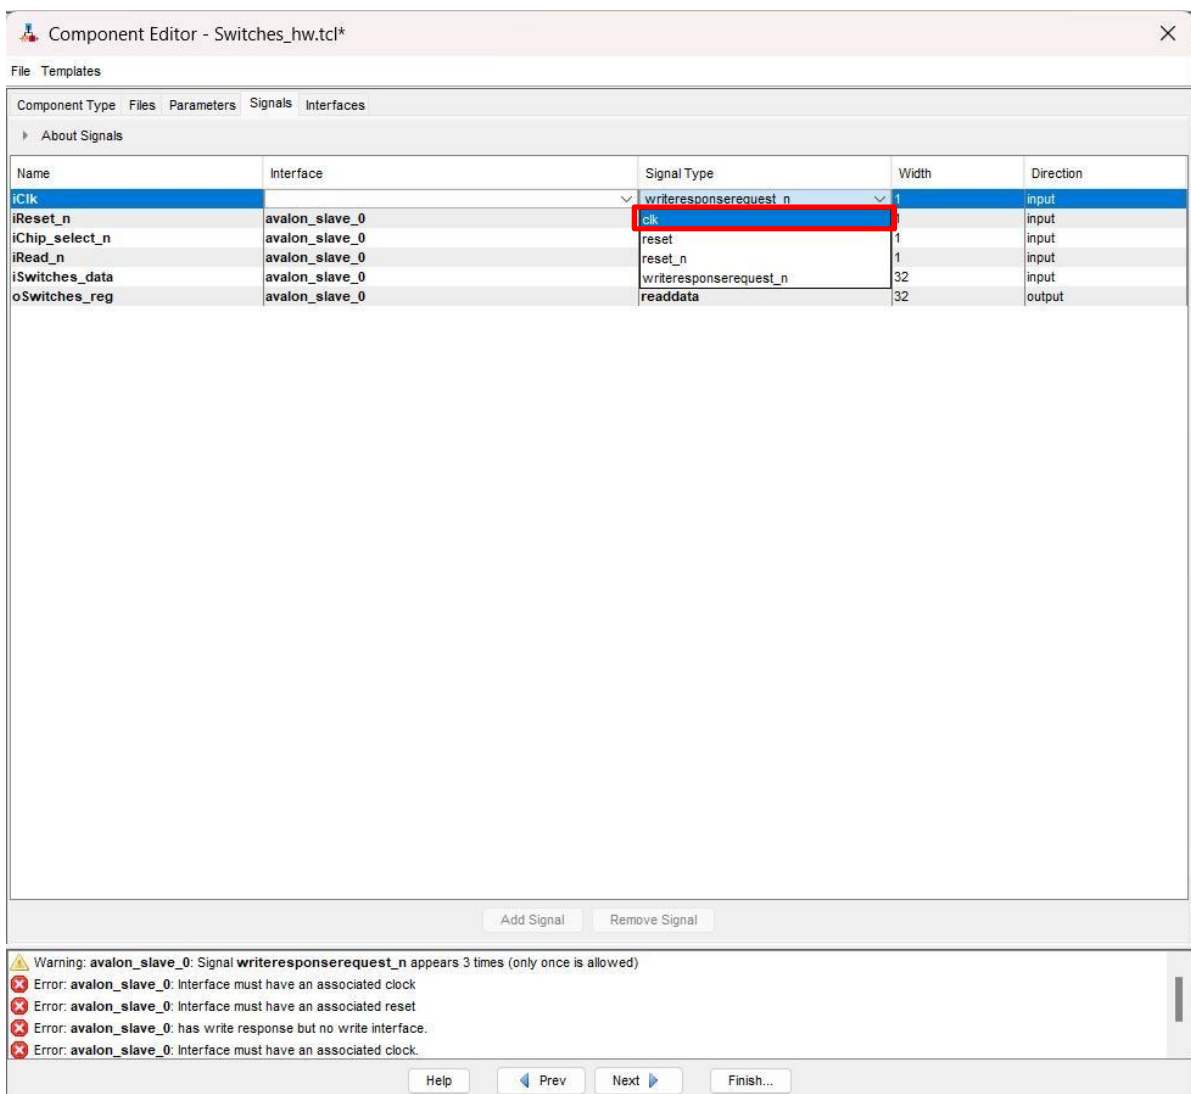 Component Editor - Switches_hw.tcl*
File Templates
Component Type Files Parameters Signals Interfaces
About Signals
Name Interface Signal Type Width Direction
iClk writeresponserequest_n 1 input
iReset_n avalon_slave_0 clk 1 input
iChip_select_n avalon_slave_0 reset 1 input
iRead_n avalon_slave_0 reset_n 1 input
iSwitches_data avalon_slave_0 writeresponserequest_n 32 input
oSwitches_reg avalon_slave_0 readdata 32 output
Add Signal Remove Signal
Warning: avalon_slave_0: Signal writeresponserequest_n appears 3 times (only once is allowed)
Error: avalon_slave_0: Interface must have an associated clock
Error: avalon_slave_0: Interface must have an associated reset
Error: avalon_slave_0: has write response but no write interface.
Error: avalon_slave_0: Interface must have an associated clock.
Help Prev Next Finish...